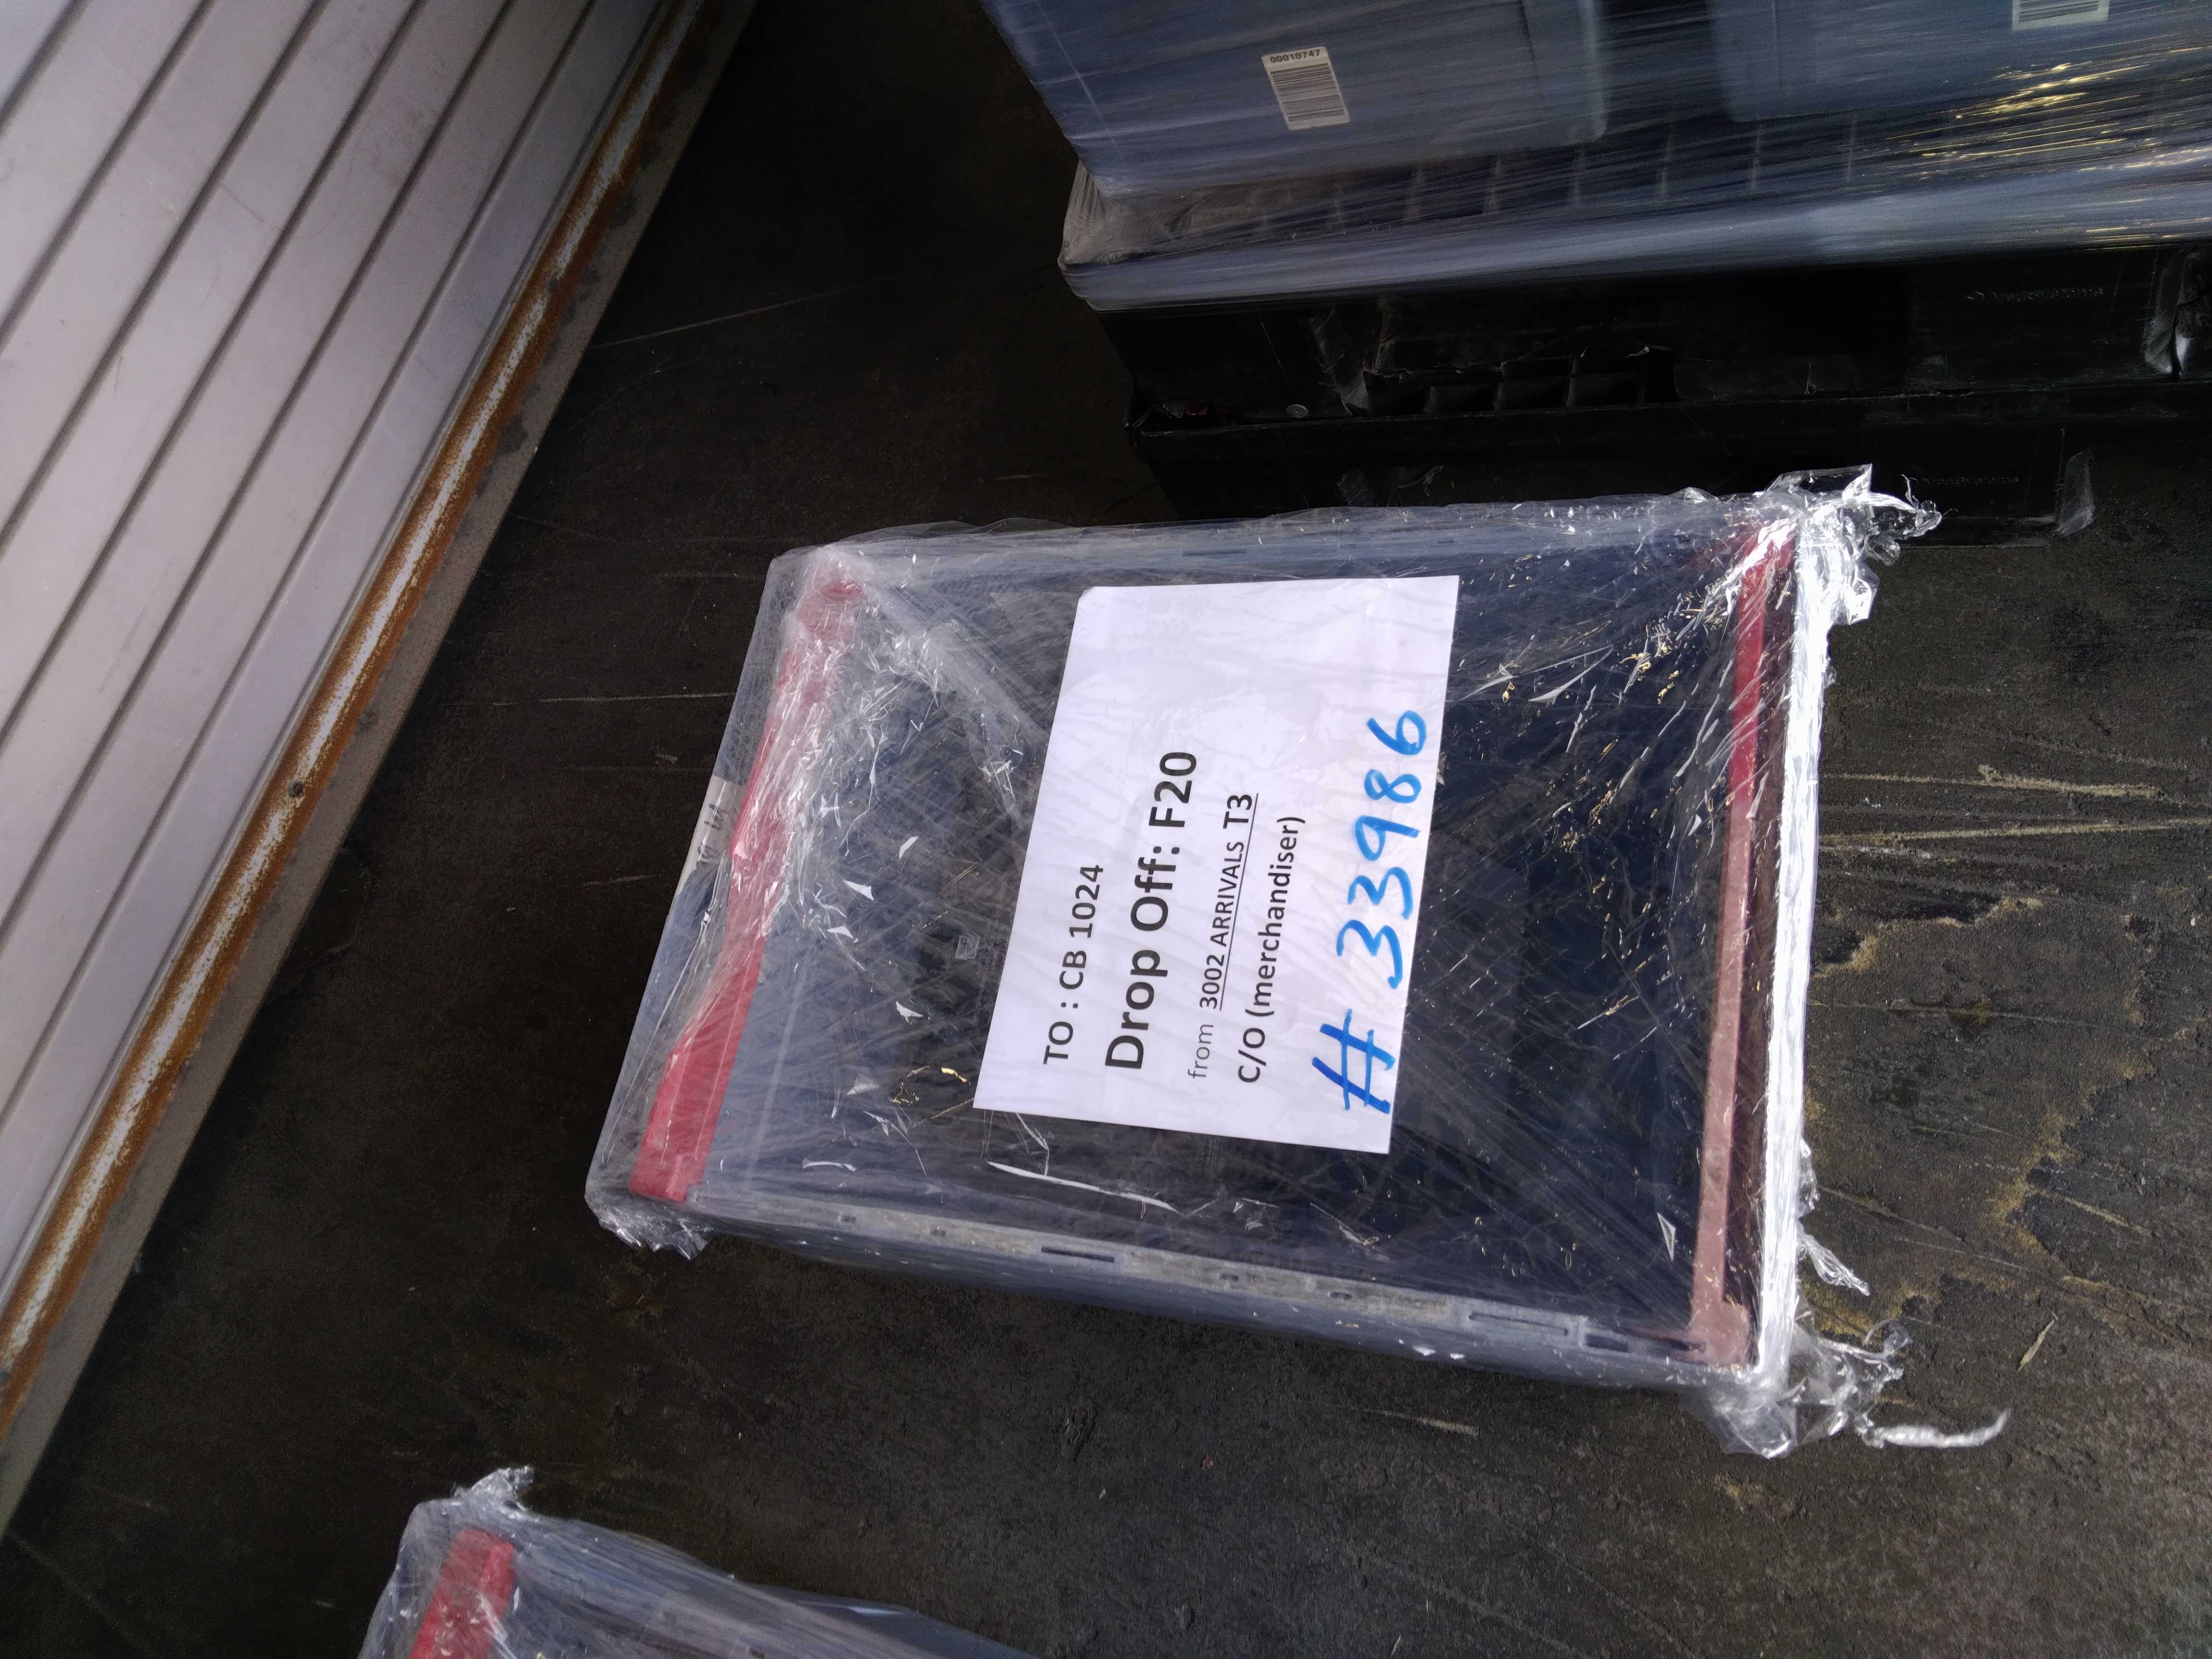 00010747
TO : CB 1024
Drop Off: F20
from 3002 ARRIVALS T3
C/O (merchandiser)
# 33986